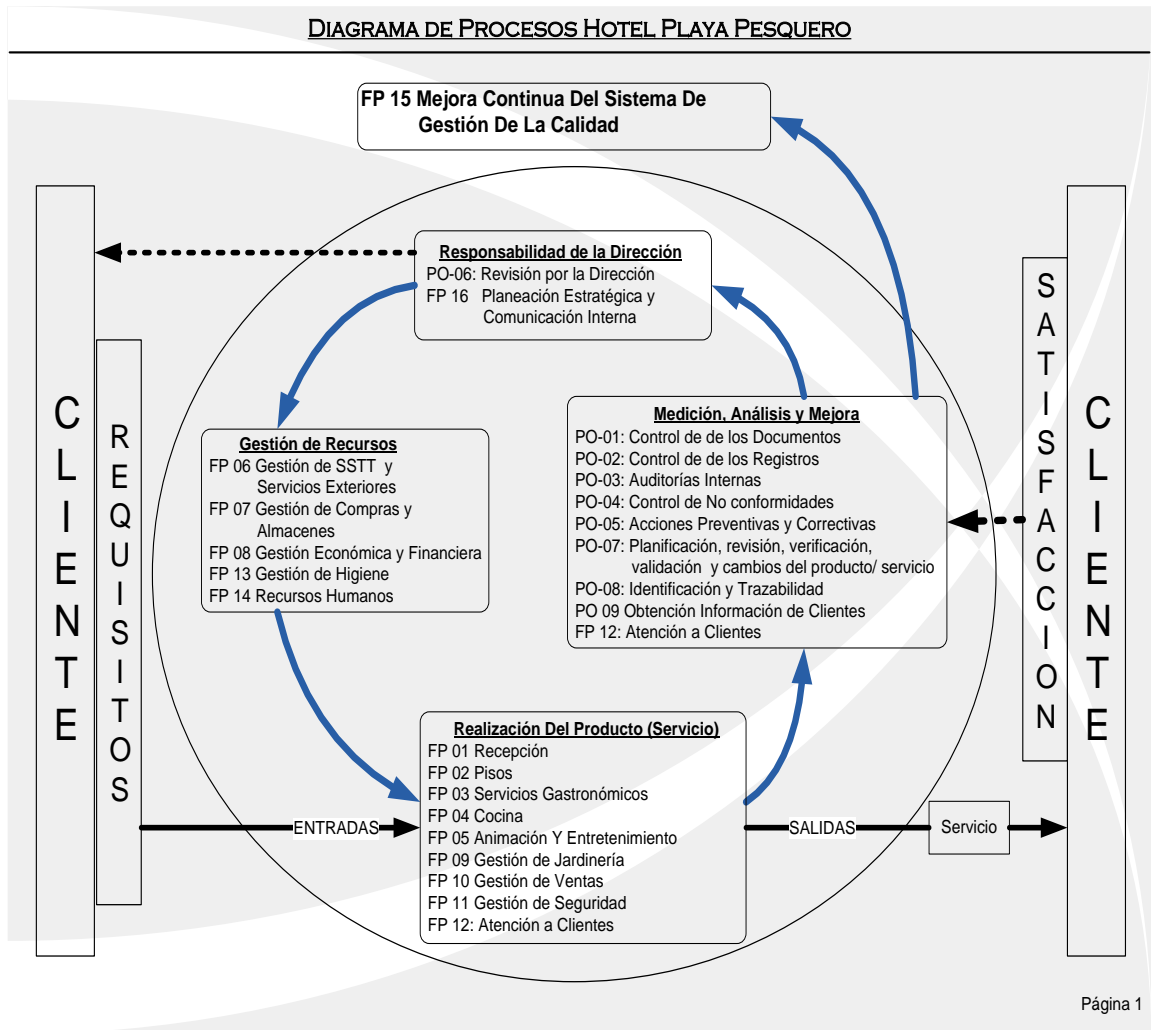 DIAGRAMA DE PROCESOS HOTEL PLAYA PESQUERO
FP 15 Mejora Continua Del Sistema De
Gestión De La Calidad
CLIENTE
REQUISITOS
Responsabilidad de la Dirección
PO-06: Revisión por la Dirección
FP 16 Planeación Estratégica y
Comunicación Interna
Gestión de Recursos
FP 06 Gestión de SSTT y
Servicios Exteriores
FP 07 Gestión de Compras y
Almacenes
FP 08 Gestión Económica y Financiera
FP 13 Gestión de Higiene
FP 14 Recursos Humanos
Medición, Análisis y Mejora
PO-01: Control de de los Documentos
PO-02: Control de de los Registros
PO-03: Auditorías Internas
PO-04: Control de No conformidades
PO-05: Acciones Preventivas y Correctivas
PO-07: Planificación, revisión, verificación,
validación y cambios del producto/ servicio
PO-08: Identificación y Trazabilidad
PO 09 Obtención Información de Clientes
FP 12: Atención a Clientes
Realización Del Producto (Servicio)
FP 01 Recepción
FP 02 Pisos
FP 03 Servicios Gastronómicos
FP 04 Cocina
FP 05 Animación Y Entretenimiento
FP 09 Gestión de Jardinería
FP 10 Gestión de Ventas
FP 11 Gestión de Seguridad
FP 12: Atención a Clientes
ENTRADAS
SALIDAS
Servicio
SATISFACCION
CLIENTE
Página 1